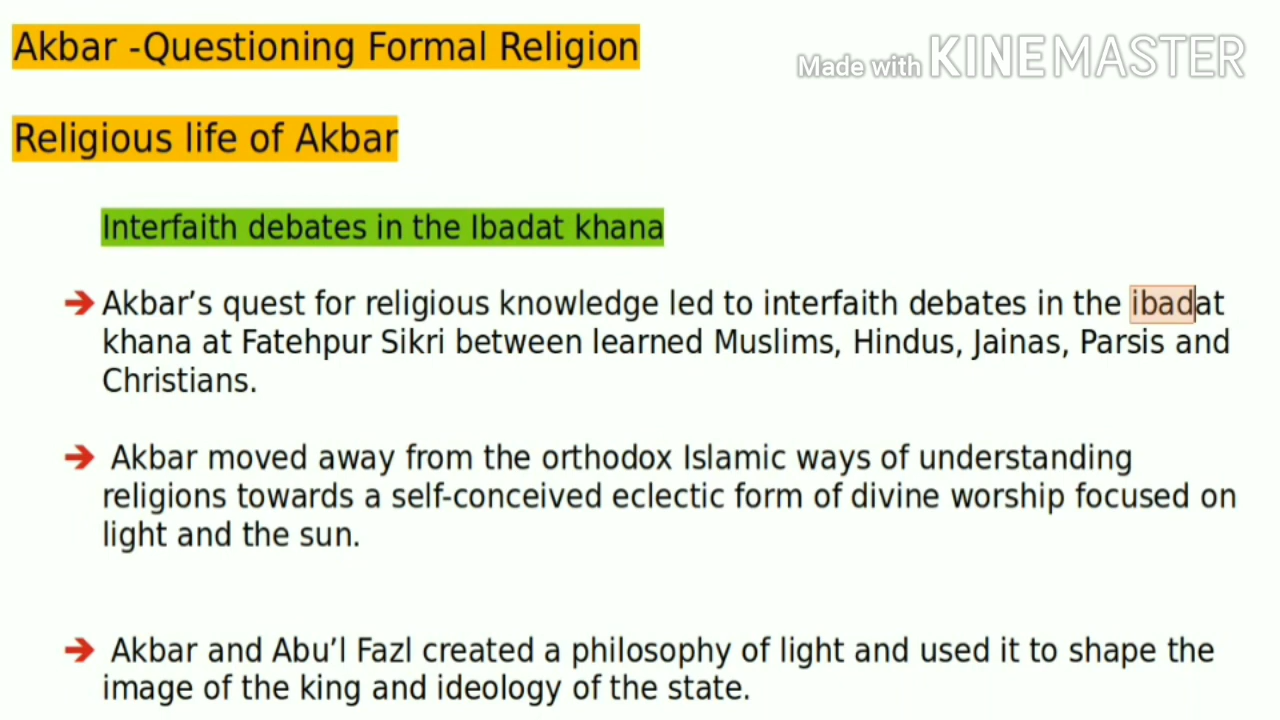 Akbar -Questioning Formal Religion
Made with KINEMASTER
Religious life of Akbar
Interfaith debates in the Ibadat khana
➔ Akbar’s quest for religious knowledge led to interfaith debates in the ibadat
khana at Fatehpur Sikri between learned Muslims, Hindus, Jainas, Parsis and
Christians.
➔ Akbar moved away from the orthodox Islamic ways of understanding
religions towards a self-conceived eclectic form of divine worship focused on
light and the sun.
➔ Akbar and Abu’l Fazl created a philosophy of light and used it to shape the
image of the king and ideology of the state.